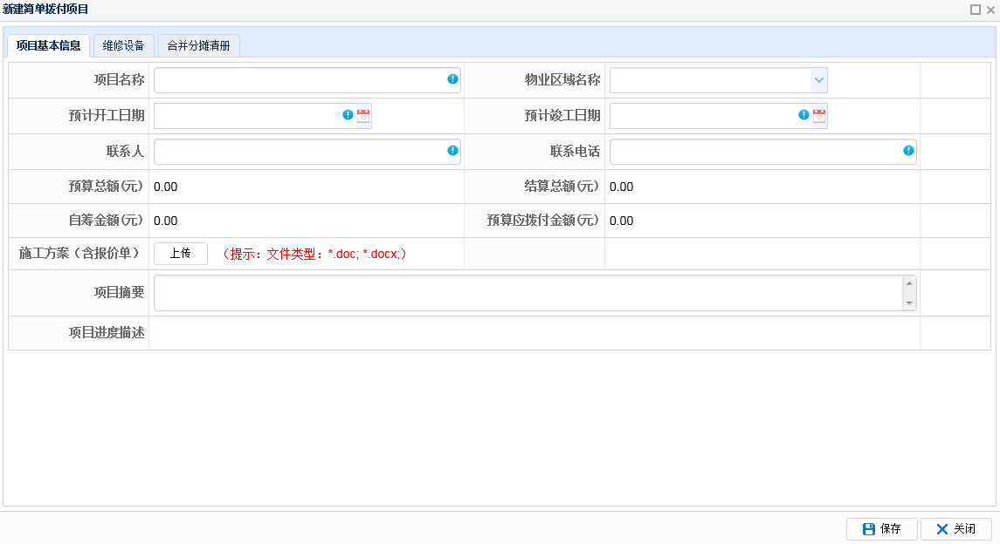 新建简单拨付项目
项目基本信息 维修设备 合并分摊清册
项目名称 物业区域名称
预计开工日期 预计竣工日期
联系人 联系电话
预算总额(元) 0.00 结算总额(元) 0.00
自筹金额(元) 0.00 预算应拨付金额(元) 0.00
施工方案（含报价单） 上传 （提示：文件类型：*.doc; *.docx;）
项目摘要
项目进度描述
保存 关闭